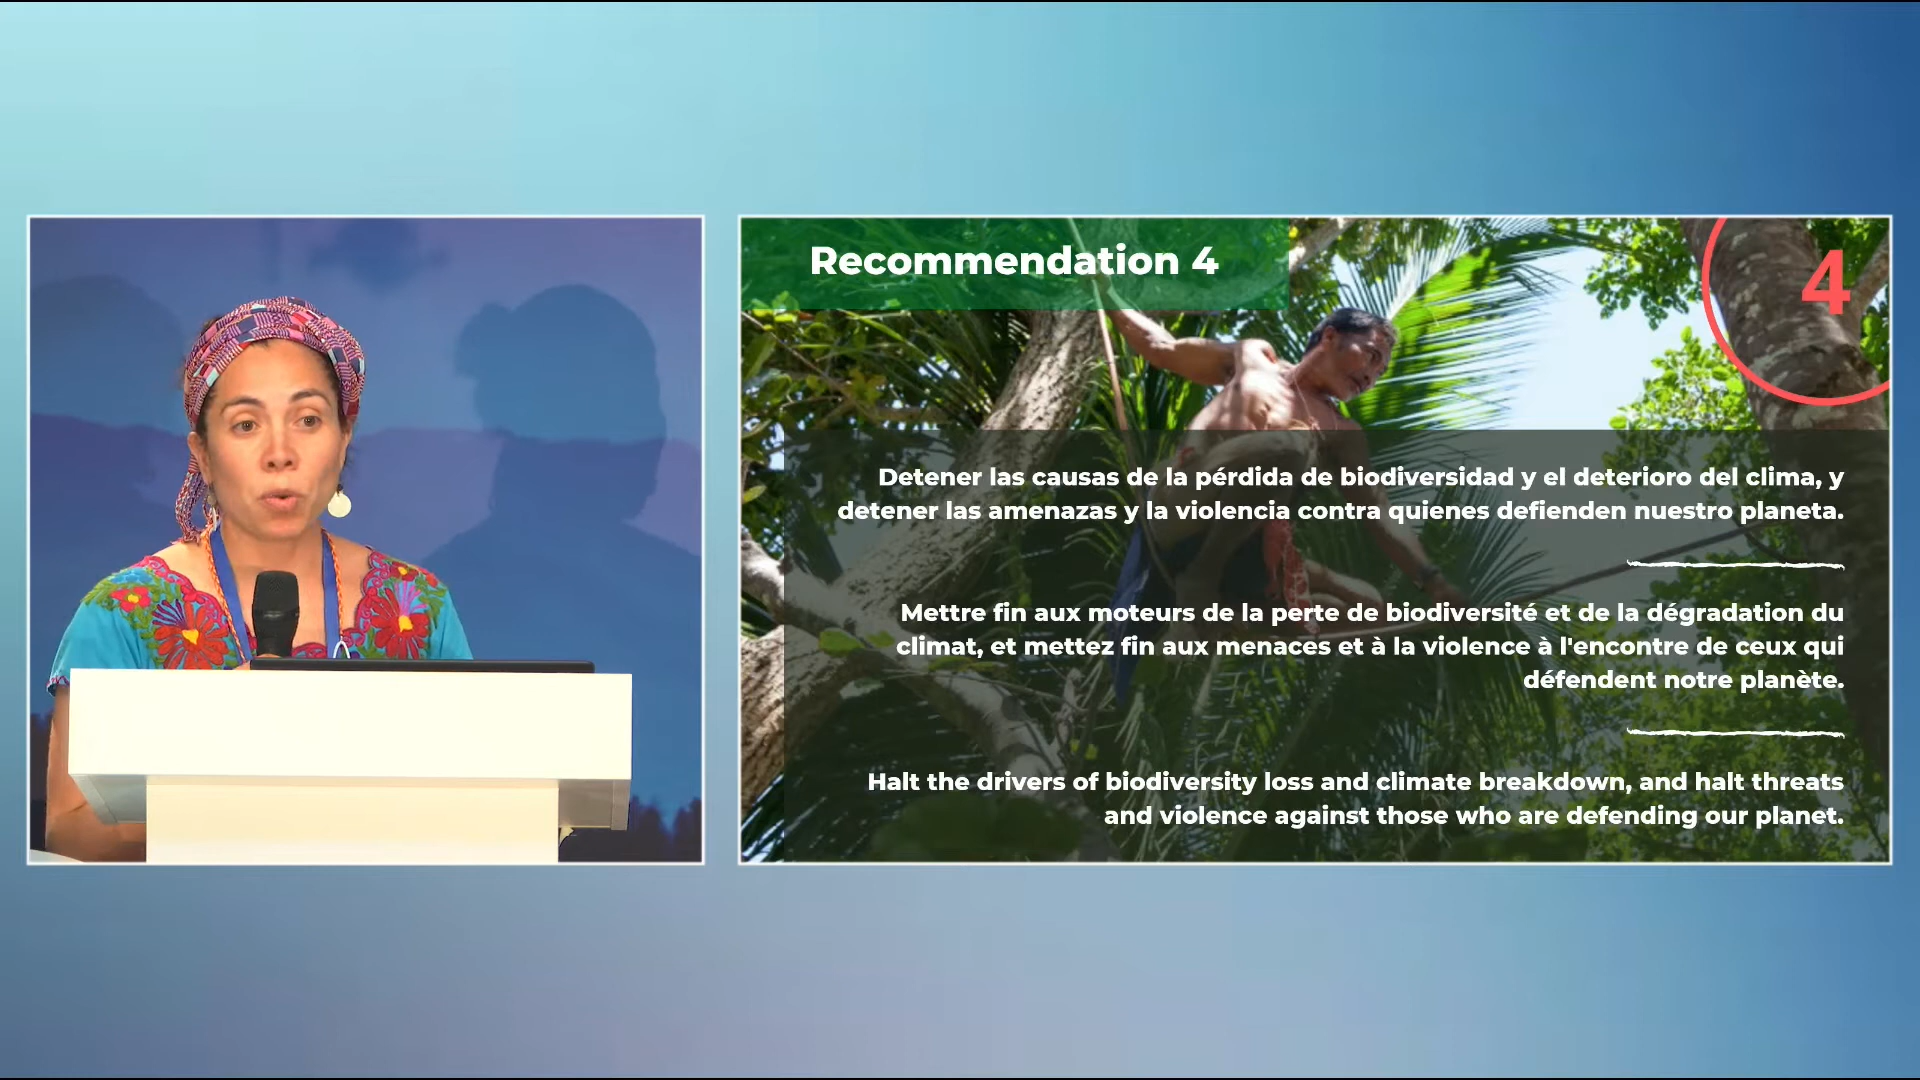 Recommendation 4
4
Detener las causas de la pérdida de biodiversidad y el deterioro del clima, y
detener las amenazas y la violencia contra quienes defienden nuestro planeta.
Mettre fin aux moteurs de la perte de biodiversité et de la dégradation du
climat, et mettez fin aux menaces et à la violence à l'encontre de ceux qui
défendent notre planète.
Halt the drivers of biodiversity loss and climate breakdown, and halt threats
and violence against those who are defending our planet.